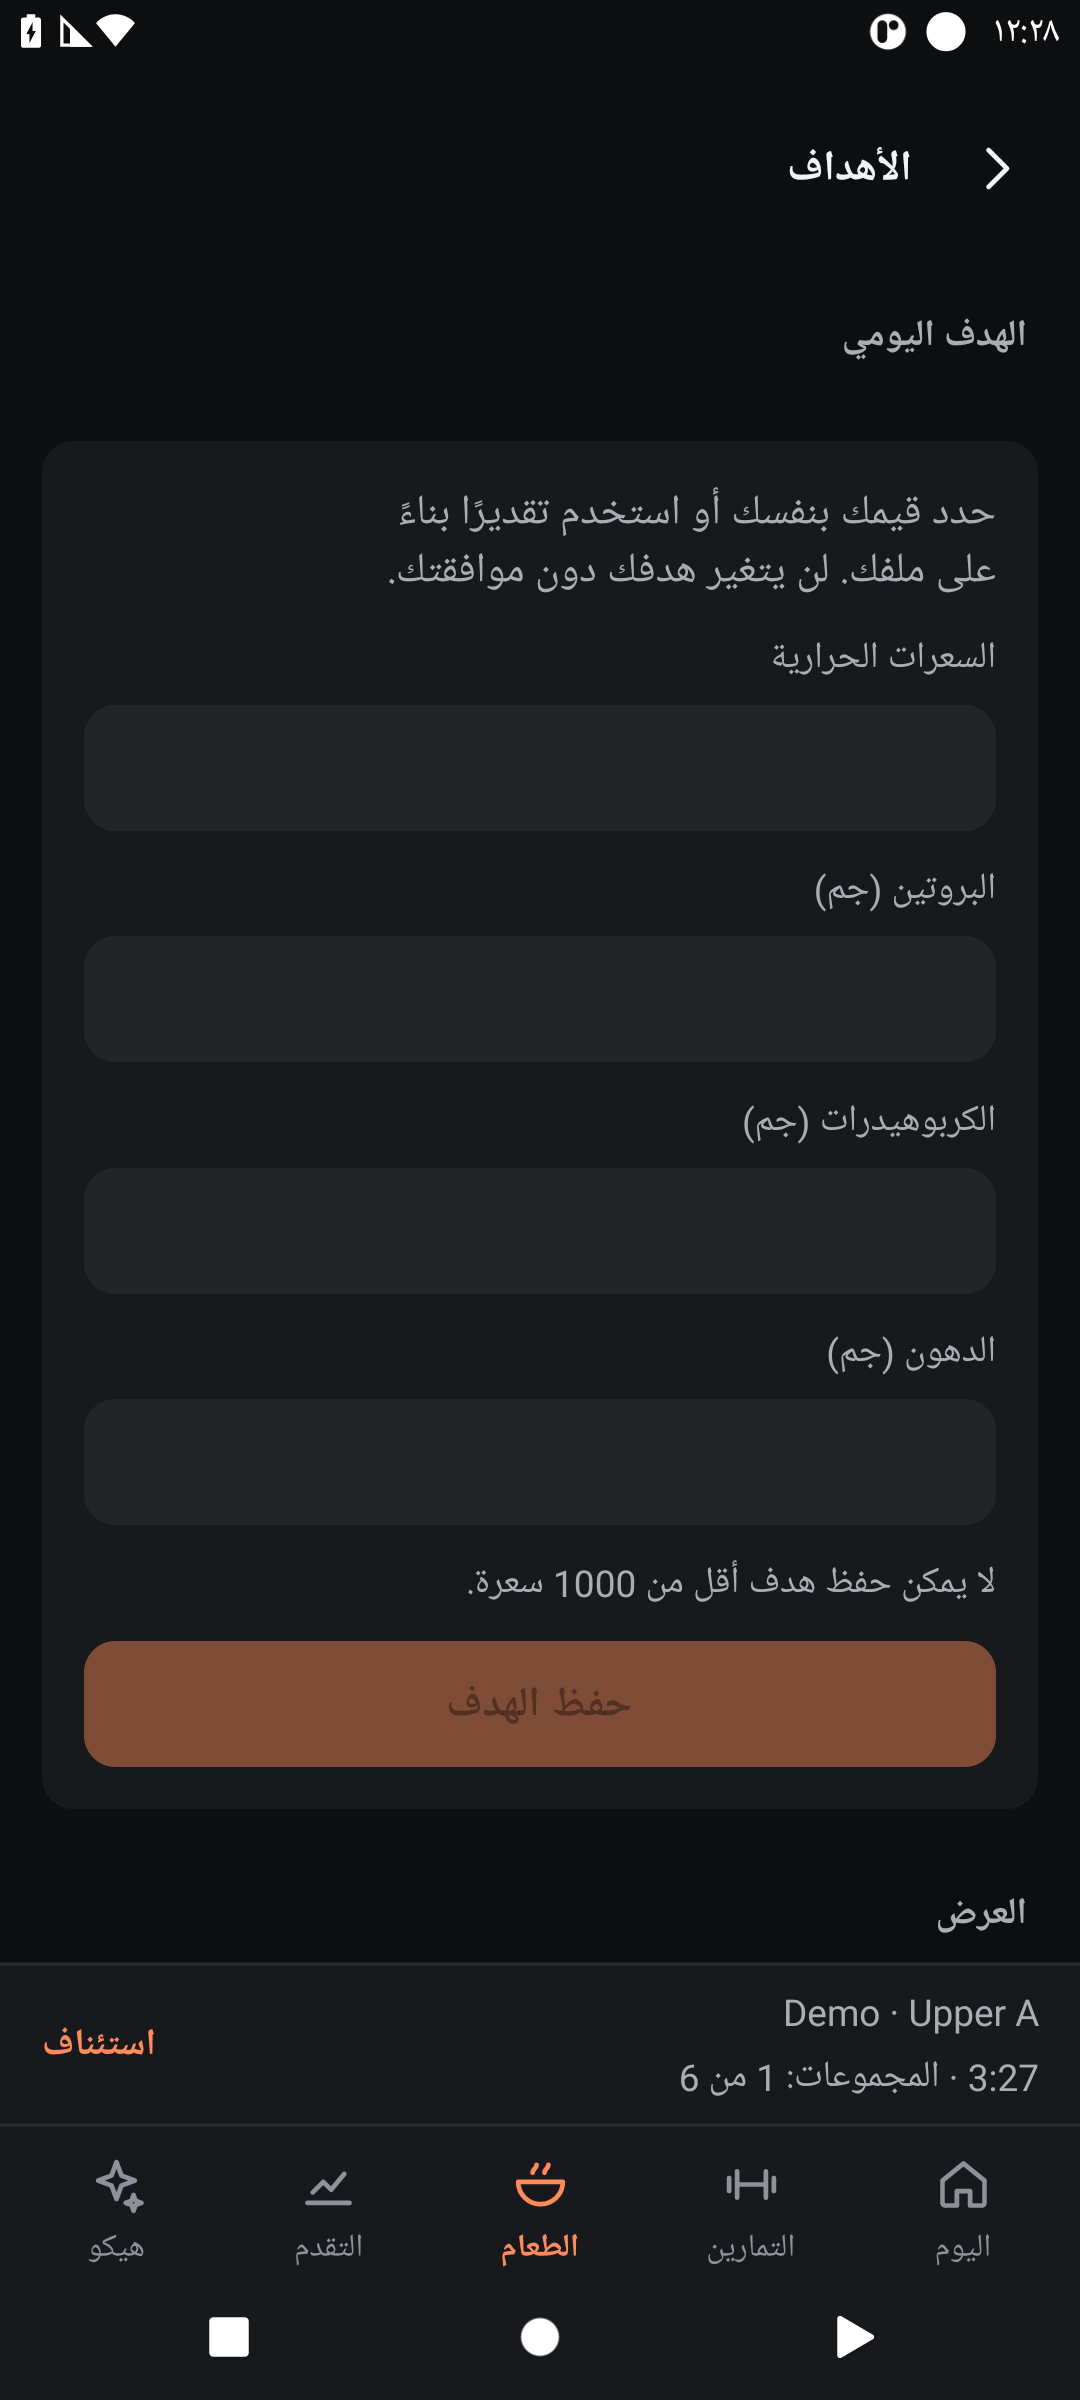 ١٢:٢٨
الأهداف
الهدف اليومي
حدد قيمك بنفسك أو استخدم تقديرًا بناءً
على ملفك. لن يتغير هدفك دون موافقتك.
السعرات الحرارية
البروتين (جم)
الكربوهيدرات (جم)
الدهون (جم)
لا يمكن حفظ هدف أقل من 1000 سعرة.
حفظ الهدف
العرض
Demo · Upper A
3:27 · المجموعات: 1 من 6
استئناف
اليوم
التمارين
الطعام
التقدم
هيكو